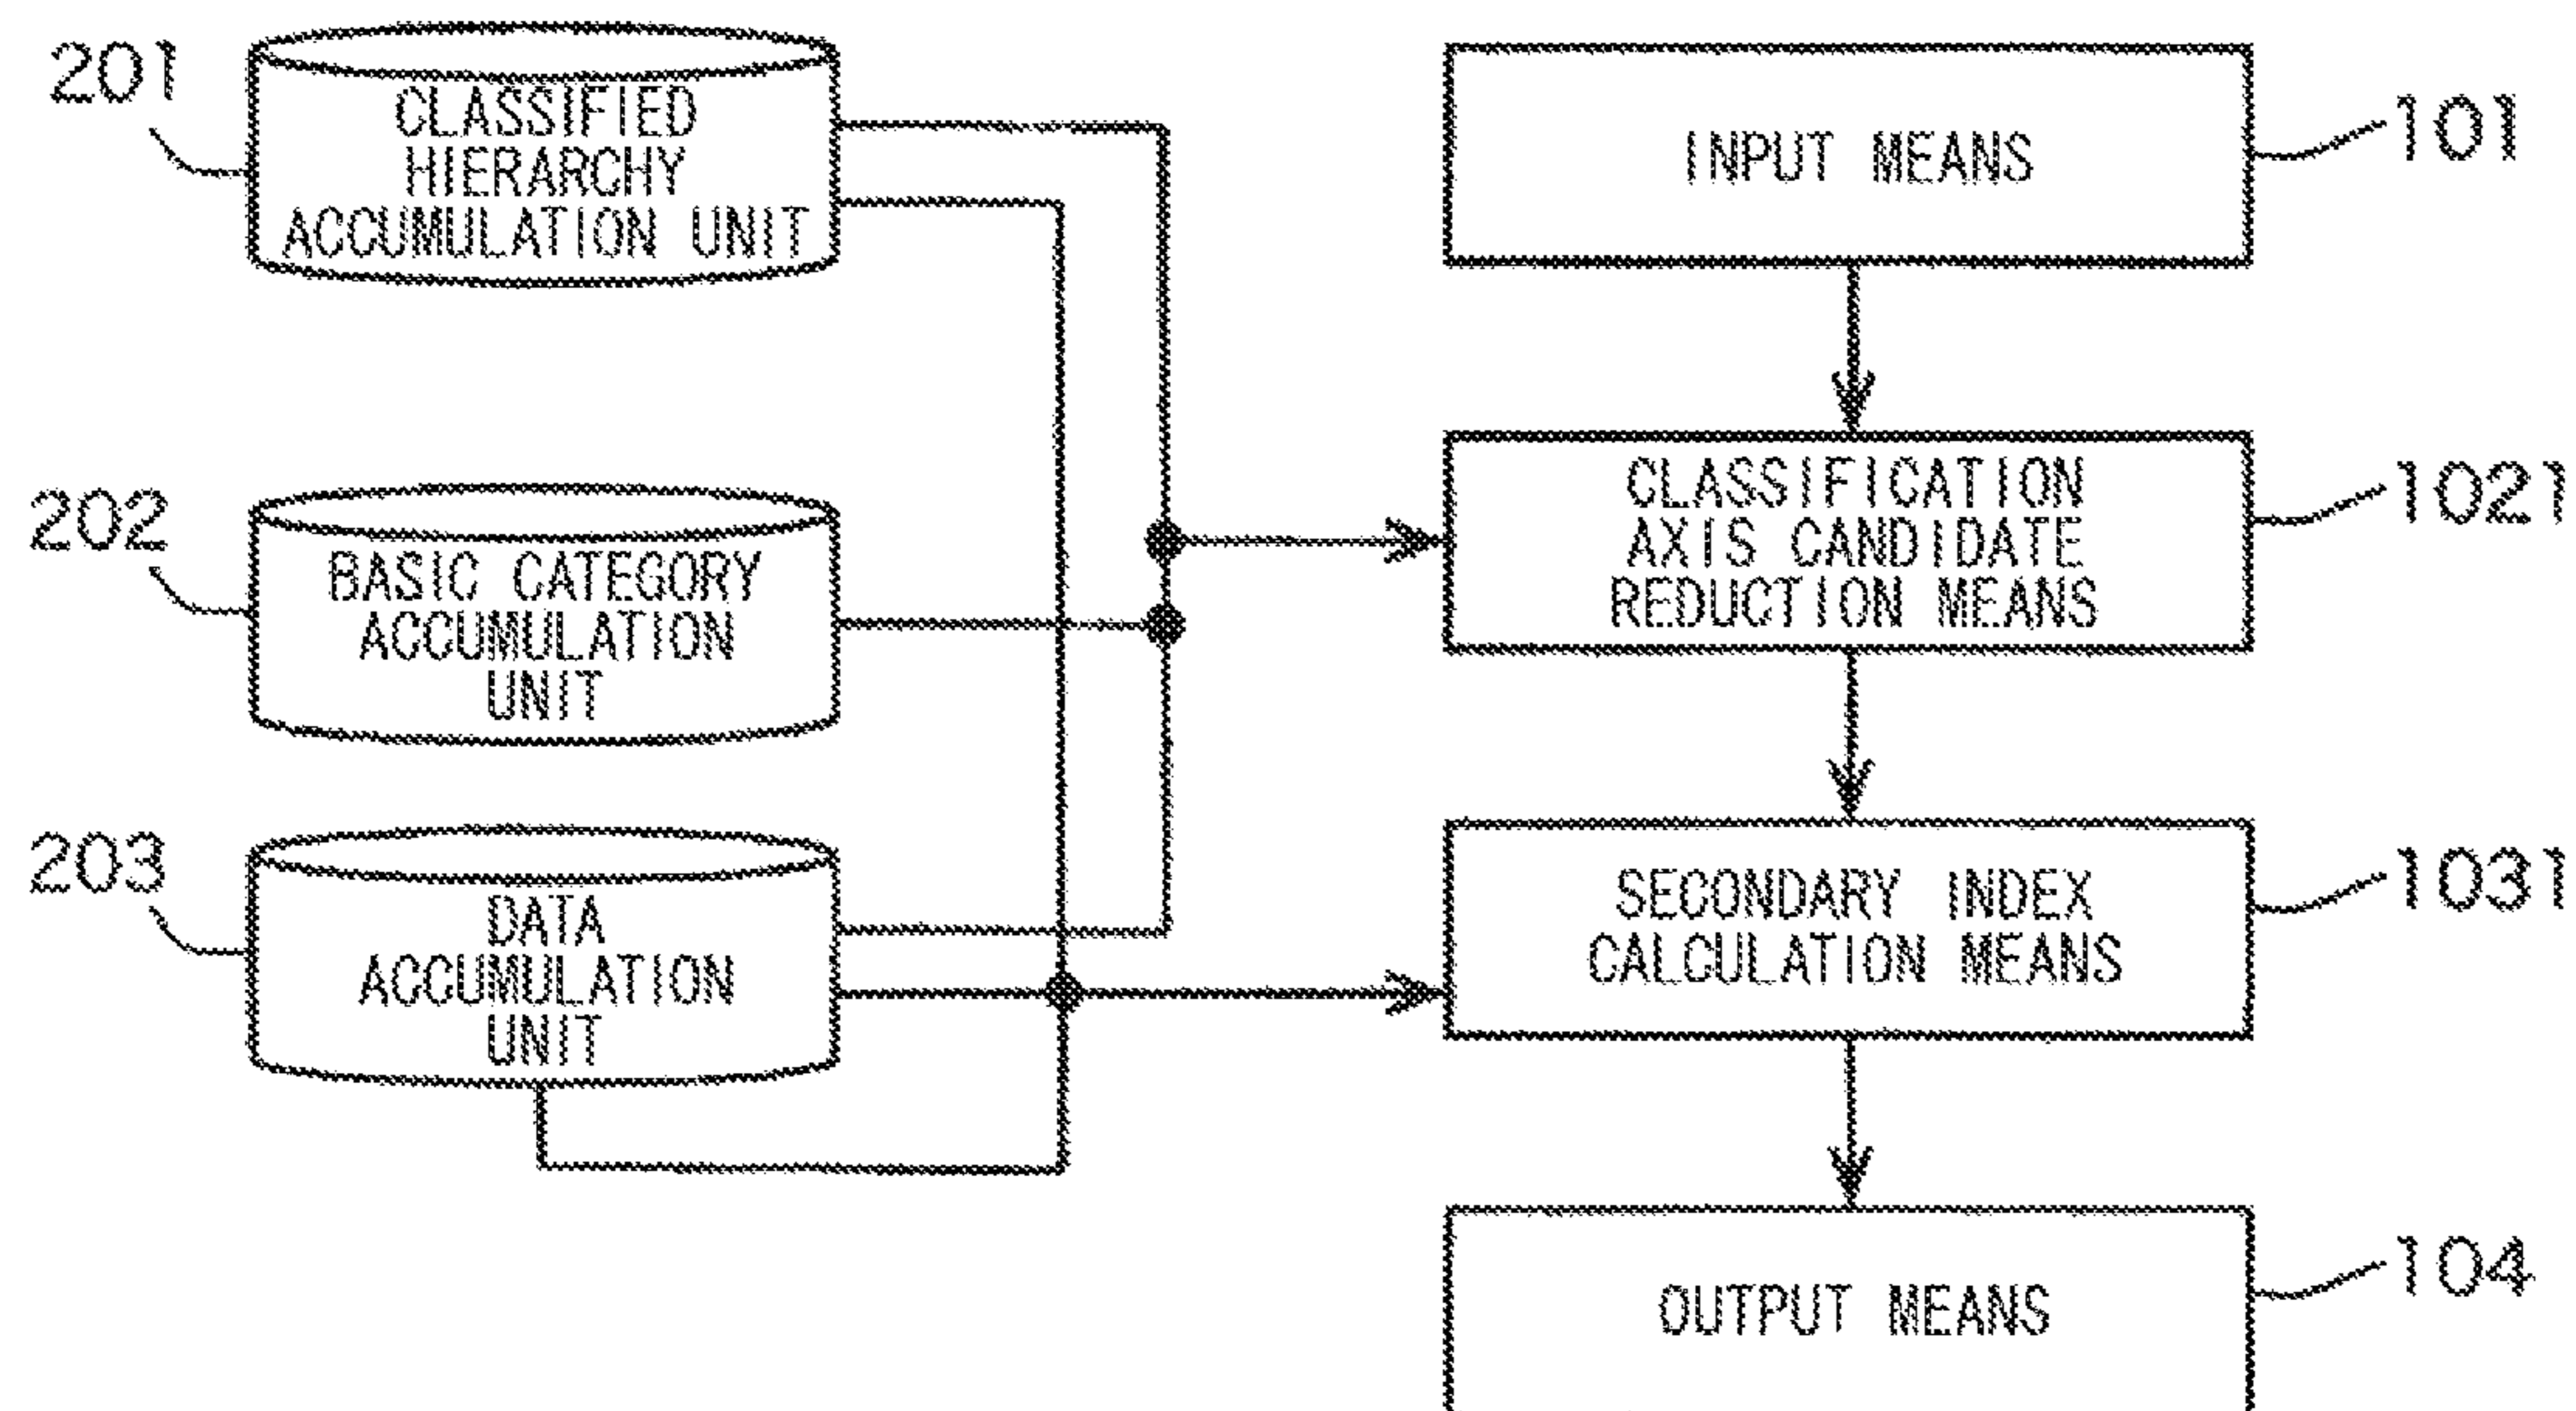 201
CLASSIFIED
HIERARCHY
ACCUMULATION UNIT
202
BASIC CATEGORY
ACCUMULATION
UNIT
203
DATA
ACCUMULATION
UNIT
INPUT MEANS
101
CLASSIFICATION
AXIS CANDIDATE
REDUCTION MEANS
1021
SECONDARY INDEX
CALCULATION MEANS
1031
OUTPUT MEANS
104